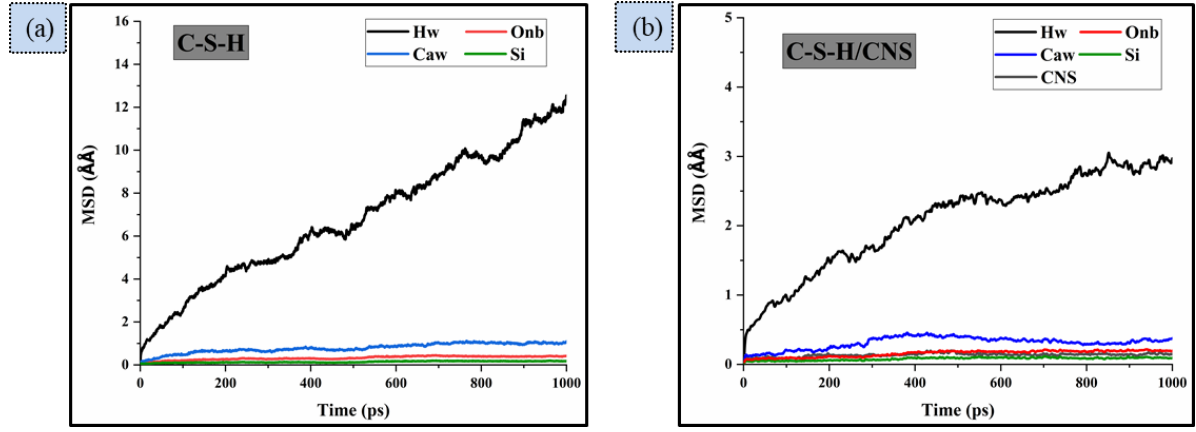 (a)
C-S-H
Hw Onb
Caw Si
MSD (ÅÅ)
16
14
12
10
8
6
4
2
0
0 200 400 600 800 1000
Time (ps)
(b)
C-S-H/CNS
Hw Onb
Caw Si
CNS
MSD (ÅÅ)
5
4
3
2
1
0
0 200 400 600 800 1000
Time (ps)